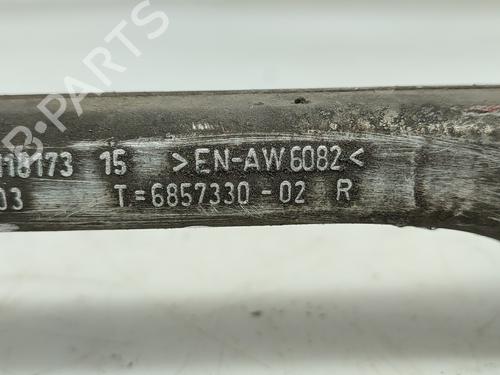 B-PARTS
118173 15 >EN-AW6082<
03 T.=6857330-02 R